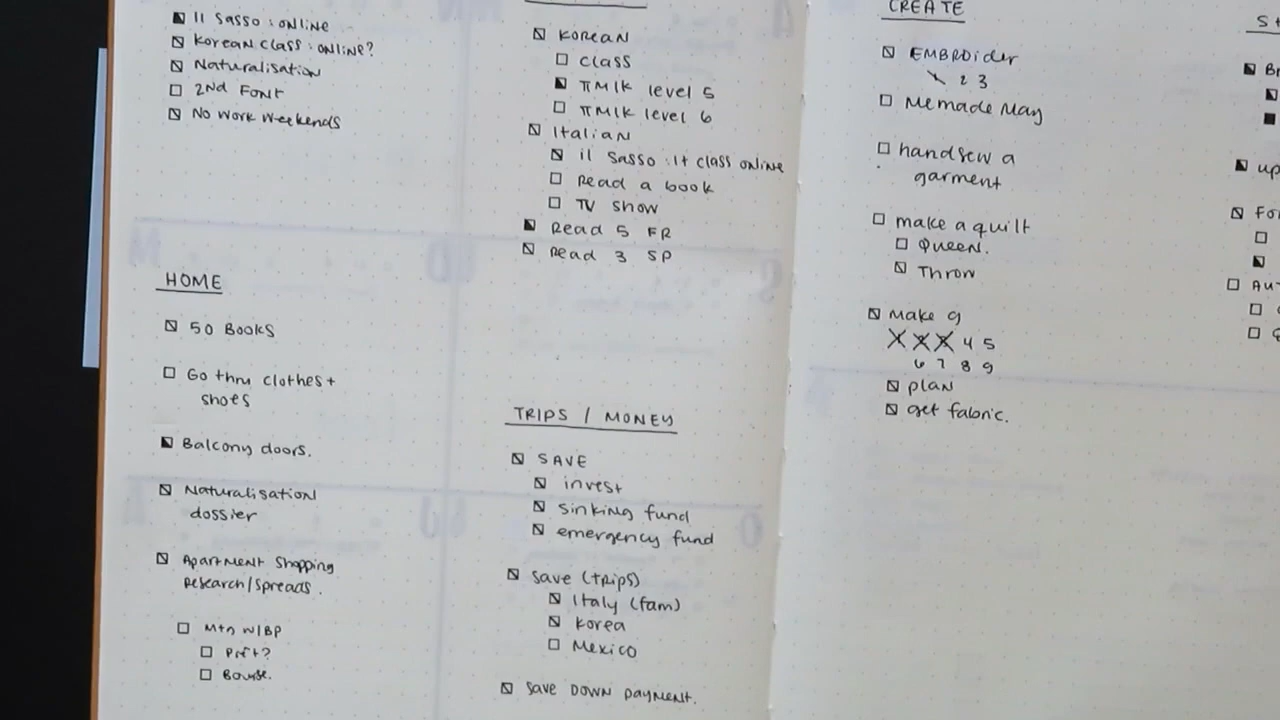 Il Sasso : online
Korean class : online?
Naturalisation
2nd Font
No work weekends
HOME
50 Books
Go thru clothes +
shoes
Balcony doors.
Naturalisation
dossier
Apartment Shopping
research/spreads.
Mtn w/BP
Prêt?
Bourse.
Korean
class
TTMIK level 5
TTMIK level 6
Italian
il Sasso : It class online
Read a book
TV show
Read 5 FR
Read 3 SP
TRIPS / MONEY
SAVE
invest
sinking fund
emergency fund
Save (trips)
Italy (fam)
Korea
Mexico
Save down payment.
CREATE
EMBROider
1 2 3
Me made May
handsew a
garment
make a quilt
Queen.
Throw
Make 9
4 5
6 7 8 9
plan
get fabric.